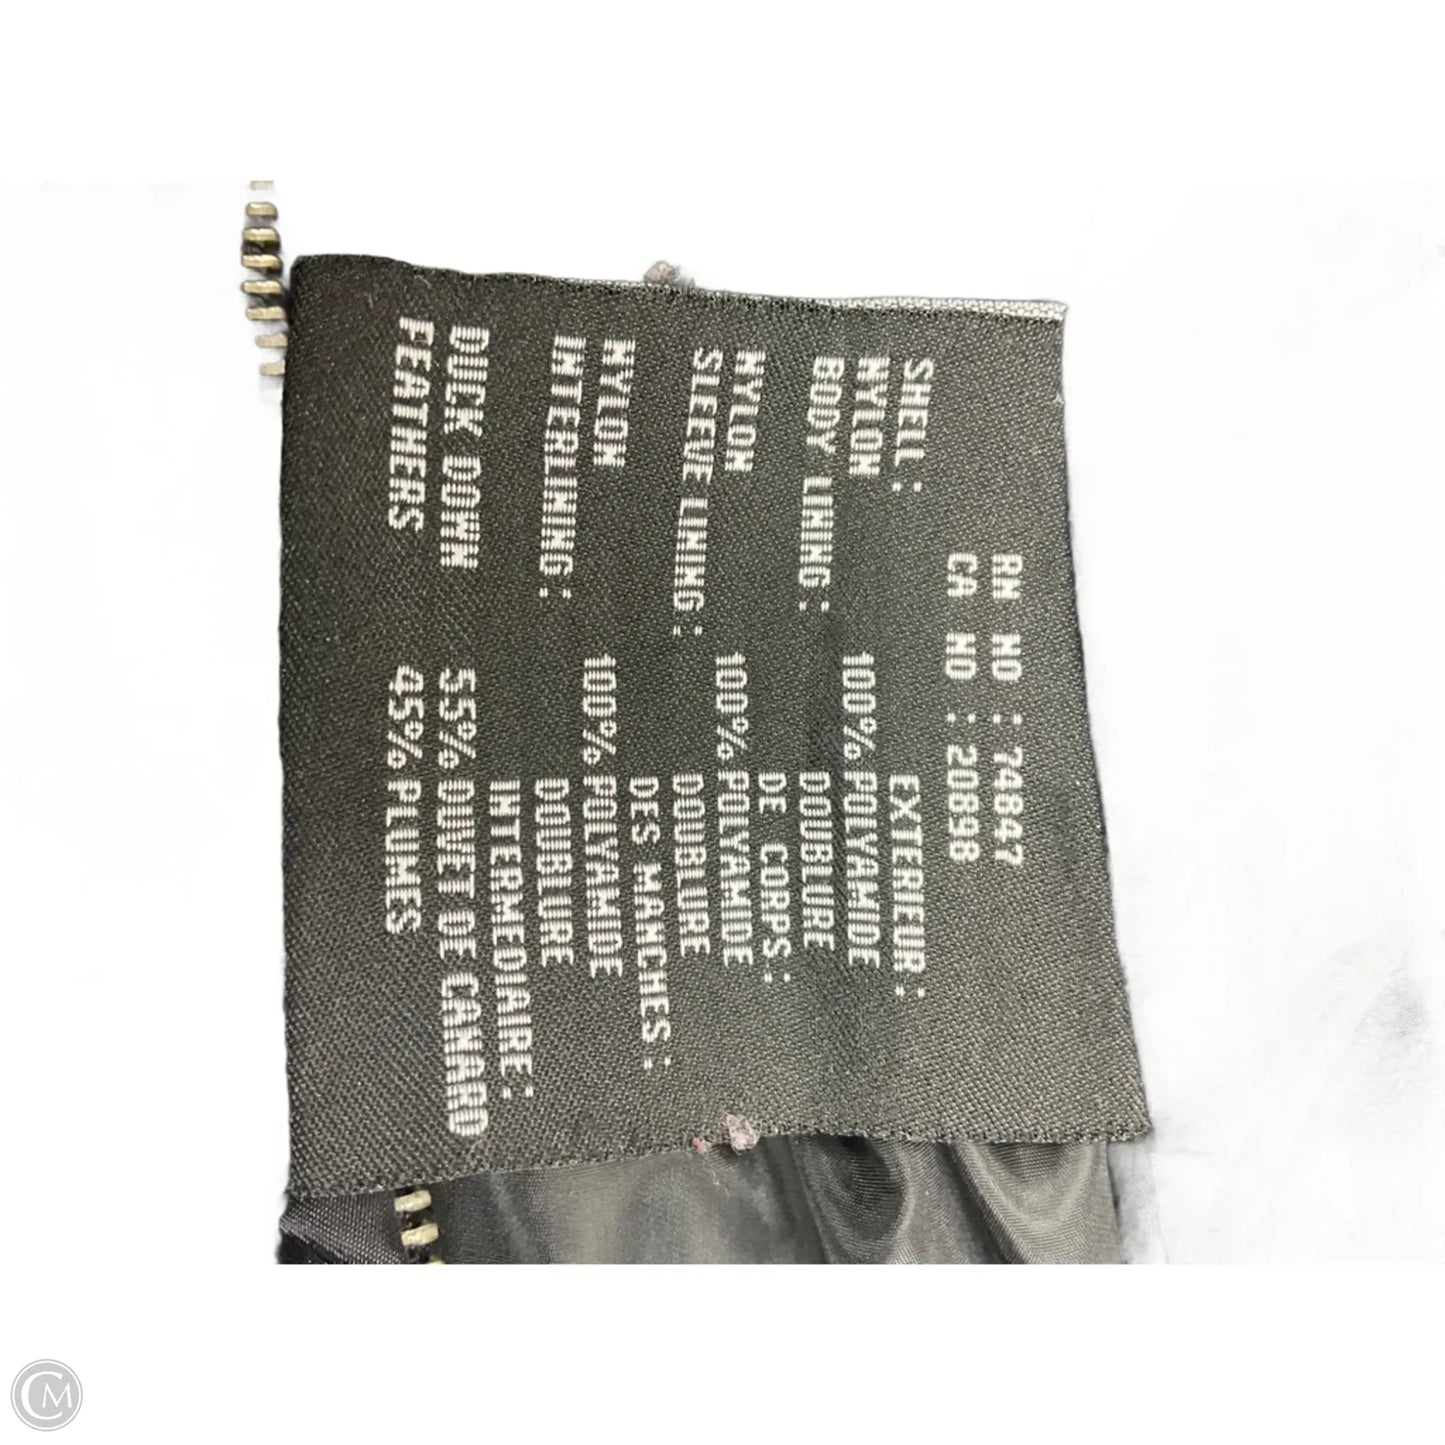 RN NO : 74847
CA NO : 20898
SHELL: EXTERIEUR:
NYLON 100% POLYAMIDE
BODY LINING: DOUBLURE
DE CORPS:
NYLON 100% POLYAMIDE
SLEEVE LINING: DOUBLURE
DES MANCHES:
NYLON 100% POLYAMIDE
INTERLINING: DOUBLURE
INTERMEDIAIRE:
DUCK DOWN 55% DUVET DE CANARD
FEATHERS 45% PLUMES
CM